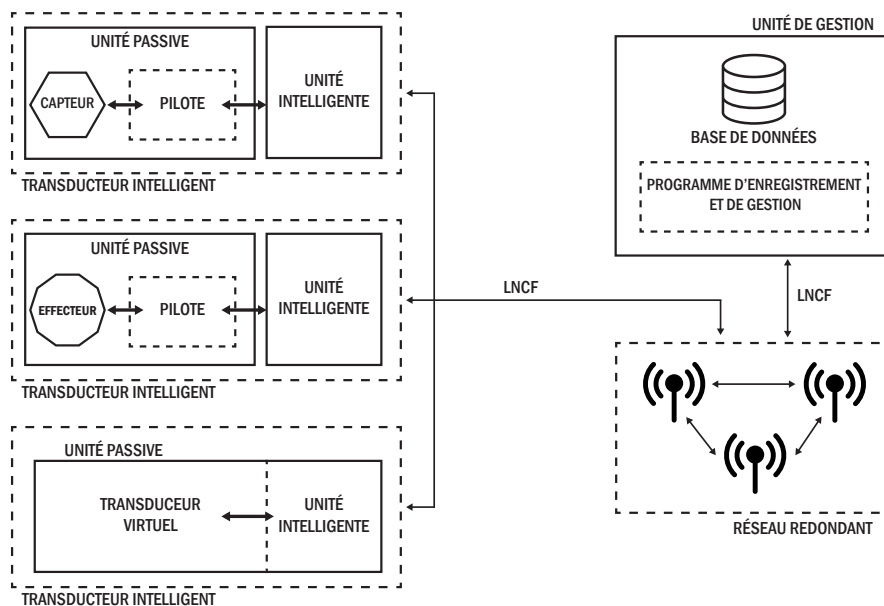 UNITÉ PASSIVE
CAPTEUR
PILOTE
UNITÉ
INTELLIGENTE
TRANSDUCTEUR INTELLIGENT
UNITÉ PASSIVE
EFFECTEUR
PILOTE
UNITÉ
INTELLIGENTE
TRANSDUCTEUR INTELLIGENT
UNITÉ PASSIVE
TRANSDUCEUR
VIRTUEL
UNITÉ
INTELLIGENTE
TRANSDUCTEUR INTELLIGENT
LNCF
UNITÉ DE GESTION
BASE DE DONNÉES
PROGRAMME D'ENREGISTREMENT
ET DE GESTION
LNCF
RÉSEAU REDONDANT